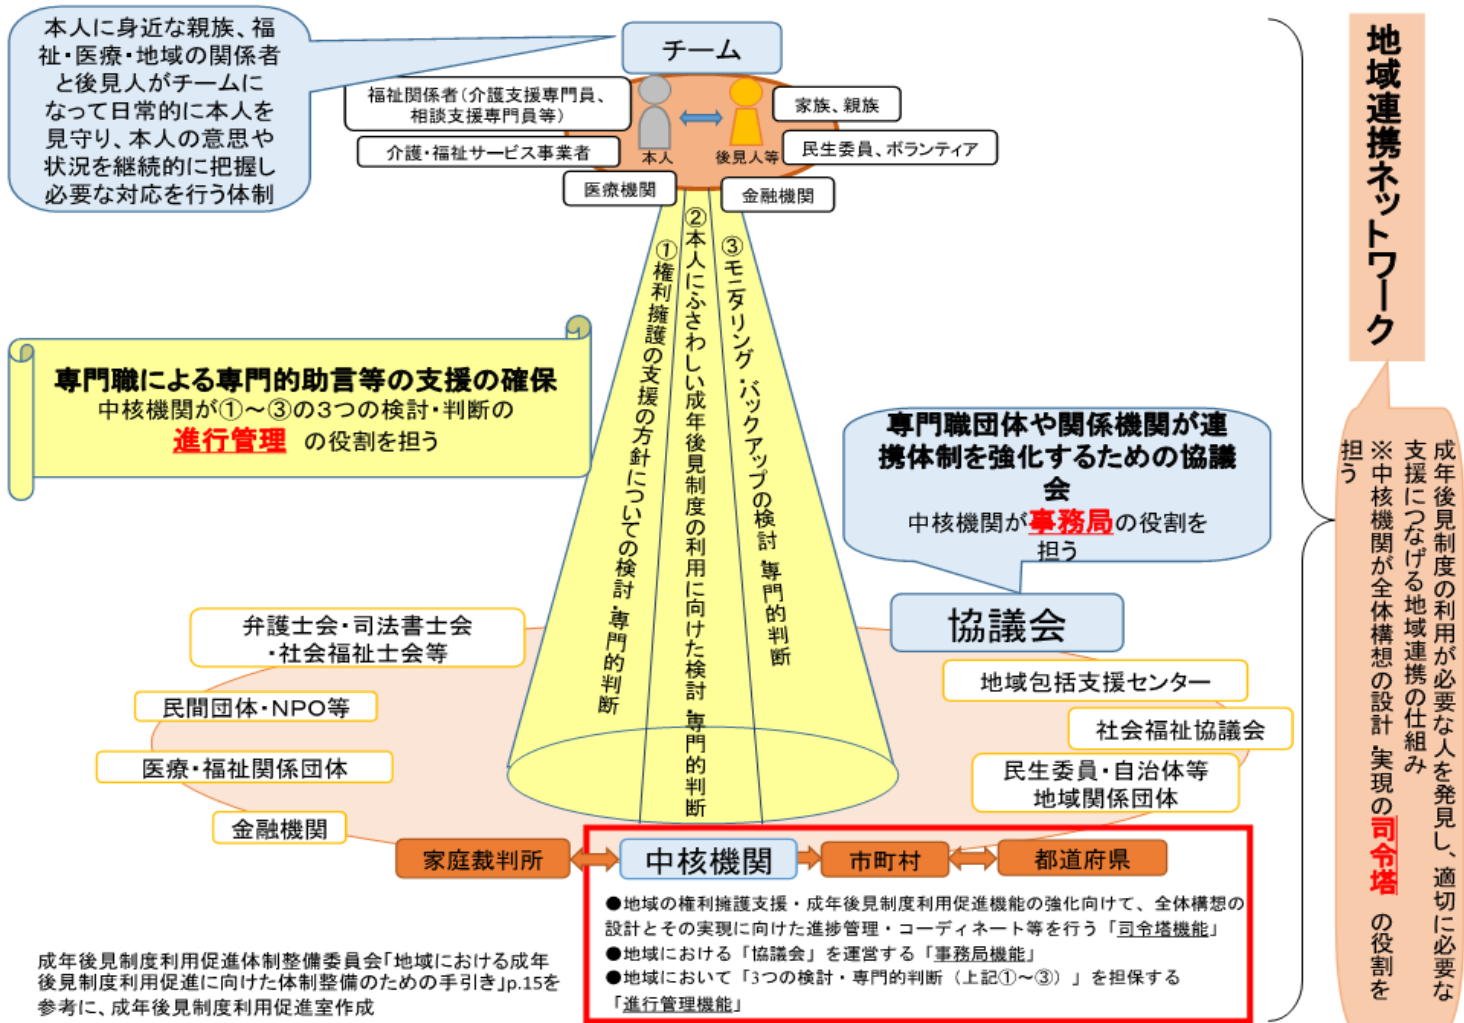 本人に身近な親族、福
祉・医療・地域の関係者
と後見人がチームに
なって日常的に本人を
見守り、本人の意思や
状況を継続的に把握し
必要な対応を行う体制
チーム
福祉関係者(介護支援専門員、
相談支援専門員等)
介護・福祉サービス事業者
医療機関
本人
後見人等
家族、親族
民生委員、ボランティア
金融機関
①権利擁護の支援の方針についての検討・専門的判断
②本人にふさわしい成年後見制度の利用に向けた検討・専門的判断
③モニタリング・バックアップの検討・専門的判断
専門職による専門的助言等の支援の確保
中核機関が①～③の3つの検討・判断の
進行管理 の役割を担う
専門職団体や関係機関が連
携体制を強化するための協議
会
中核機関が事務局の役割を
担う
協議会
弁護士会・司法書士会
・社会福祉士会等
民間団体・NPO等
医療・福祉関係団体
金融機関
地域包括支援センター
社会福祉協議会
民生委員・自治体等
地域関係団体
家庭裁判所
中核機関
市町村
都道府県
●地域の権利擁護支援・成年後見制度利用促進機能の強化向けて、全体構想の
設計とその実現に向けた進捗管理・コーディネート等を行う「司令塔機能」
●地域における「協議会」を運営する「事務局機能」
●地域において「3つの検討・専門的判断（上記①～③）」を担保する
「進行管理機能」
成年後見制度利用促進体制整備委員会「地域における成年
後見制度利用促進に向けた体制整備のための手引き」p.15を
参考に、成年後見制度利用促進室作成
地域連携ネットワーク
成年後見制度の利用が必要な人を発見し、適切に必要な
支援につなげる地域連携の仕組み
※中核機関が全体構想の設計・実現の司令塔 の役割を
担う